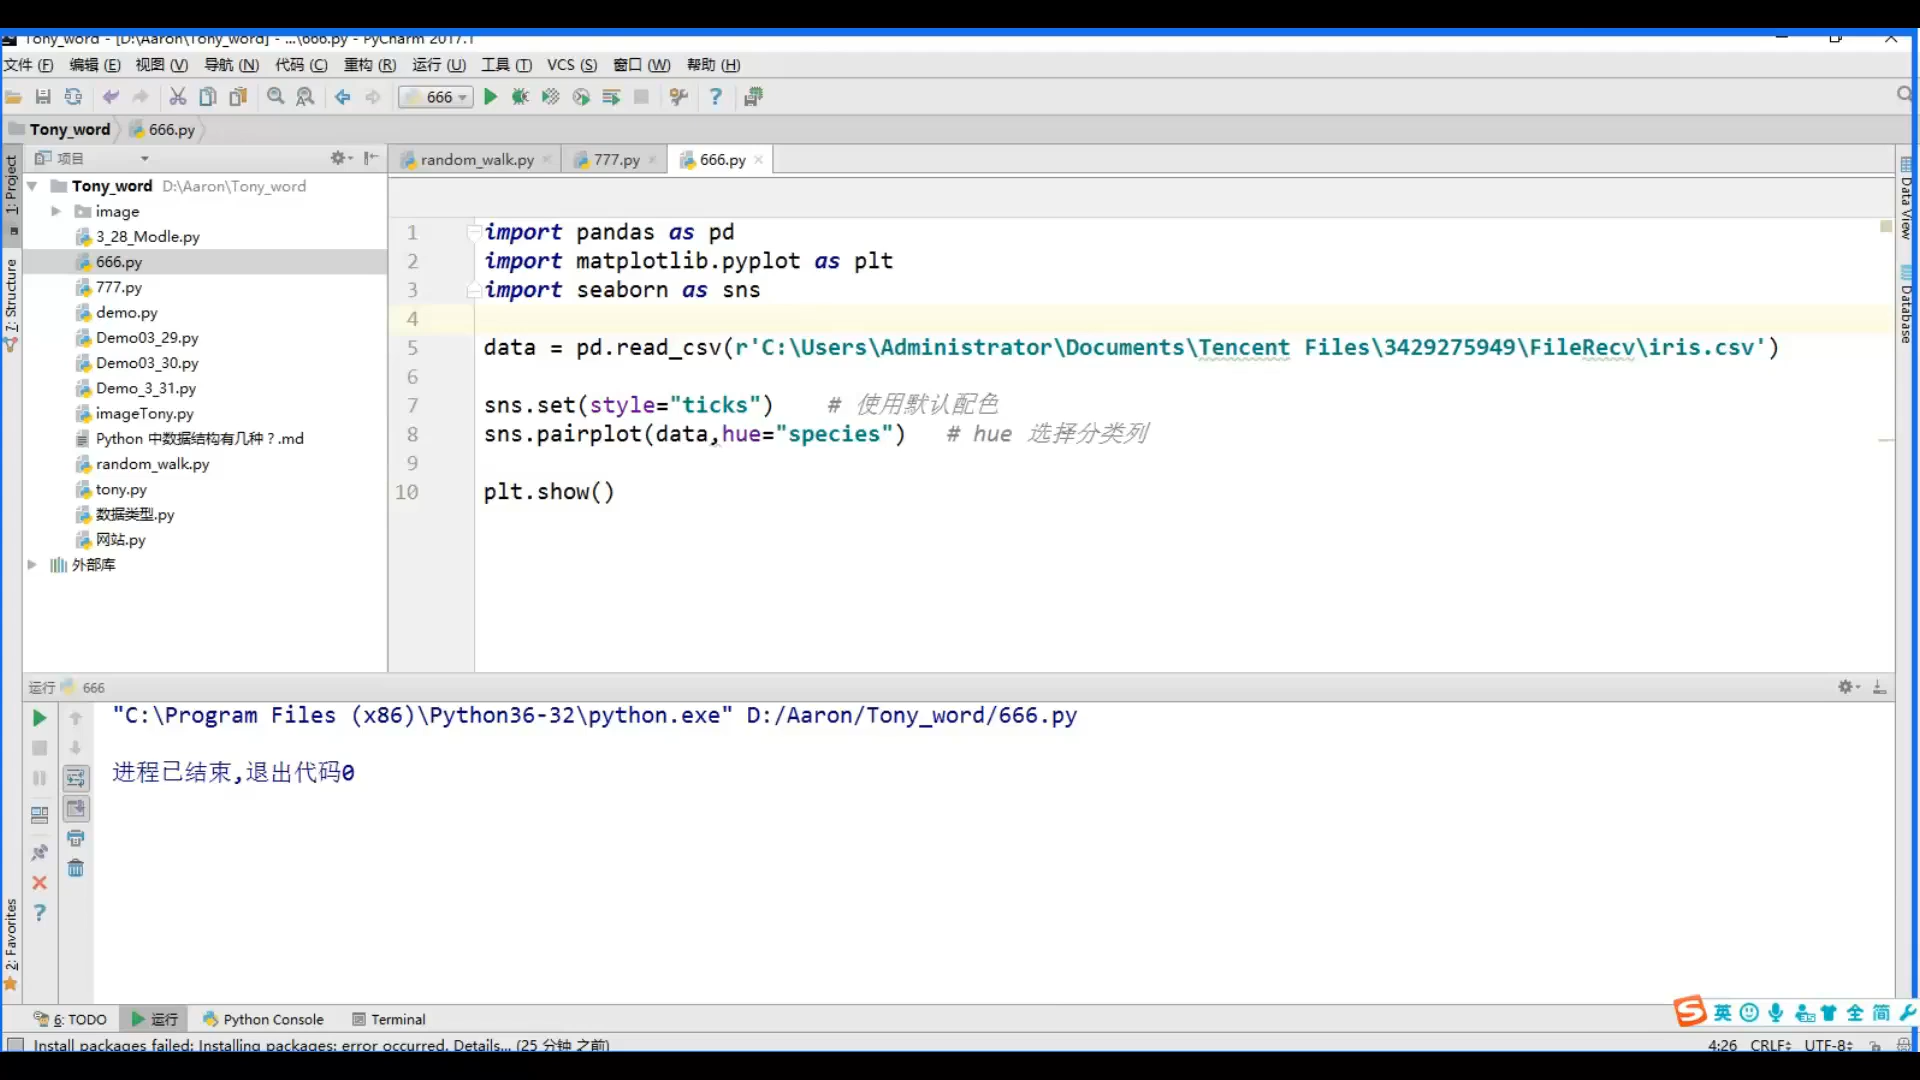 Tony_word - [D:\Aaron\Tony_word] - ...\666.py - PyCharm 2017.1
文件 (F) 编辑 (E) 视图 (V) 导航 (N) 代码 (C) 重构 (R) 运行 (U) 工具 (T) VCS (S) 窗口 (W) 帮助 (H)
666
Tony_word 666.py
项目
random_walk.py 777.py 666.py
1: Project
7: Structure
2: Favorites
Data View
Database
Tony_word D:\Aaron\Tony_word
image
3_28_Modle.py
666.py
777.py
demo.py
Demo03_29.py
Demo03_30.py
Demo_3_31.py
imageTony.py
Python 中数据结构有几种？.md
random_walk.py
tony.py
数据类型.py
网站.py
外部库
1 import pandas as pd
2 import matplotlib.pyplot as plt
3 import seaborn as sns
4
5 data = pd.read_csv(r'C:\Users\Administrator\Documents\Tencent Files\3429275949\FileRecv\iris.csv')
6
7 sns.set(style="ticks") # 使用默认配色
8 sns.pairplot(data,hue="species") # hue 选择分类列
9
10 plt.show()
运行 666
"C:\Program Files (x86)\Python36-32\python.exe" D:/Aaron/Tony_word/666.py
进程已结束,退出代码0
6: TODO 运行 Python Console Terminal
英 全 简
Install packages failed: Installing packages: error occurred. Details... (25 分钟 之前)
4:26 CRLF UTF-8